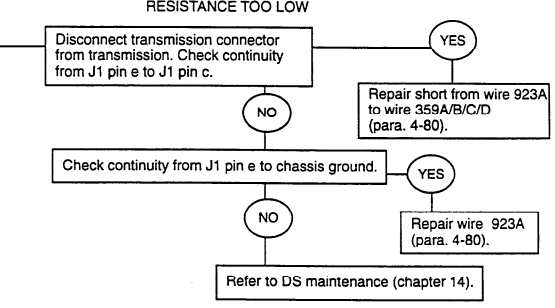 RESISTANCE TOO LOW
Disconnect transmission connector
from transmission. Check continuity
from J1 pin e to J1 pin c.
YES
Repair short from wire 923A
to wire 359A/B/C/D
(para. 4-80).
NO
Check continuity from J1 pin e to chassis ground.
YES
Repair wire 923A
(para. 4-80).
NO
Refer to DS maintenance (chapter 14).